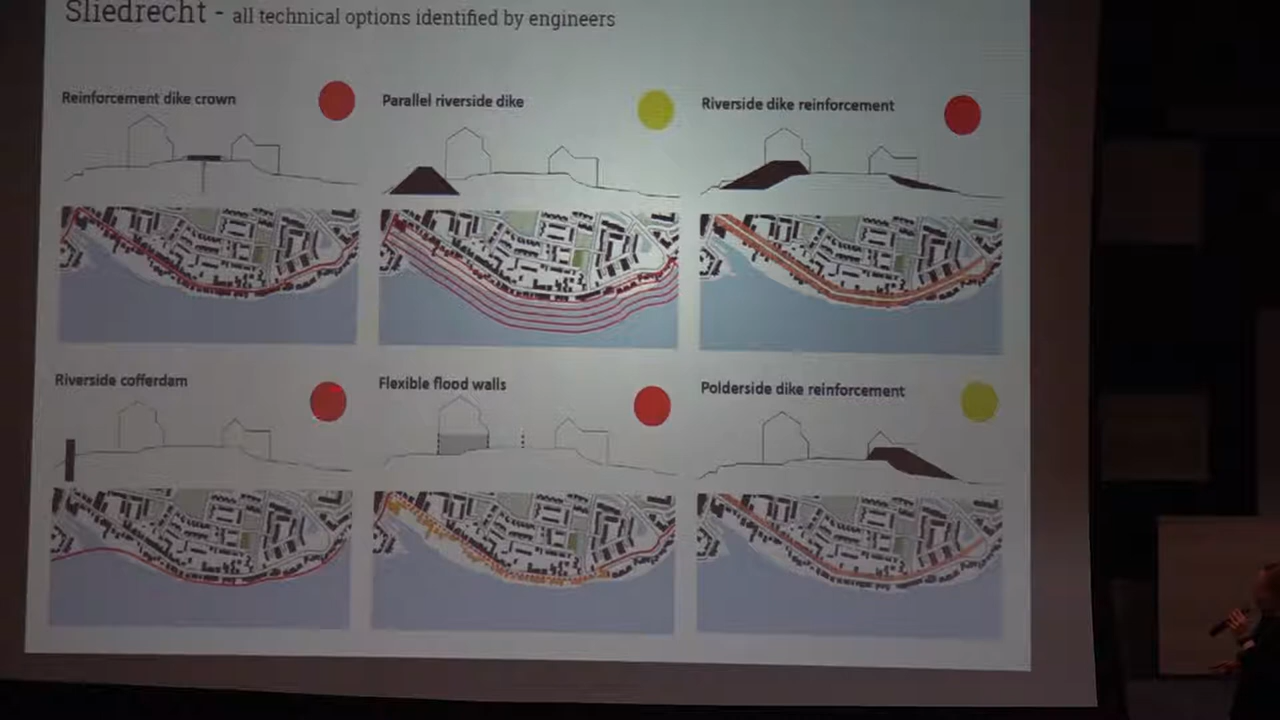 Sliedrecht - all technical options identified by engineers
Reinforcement dike crown
Parallel riverside dike
Riverside dike reinforcement
Riverside cofferdam
Flexible flood walls
Polderside dike reinforcement